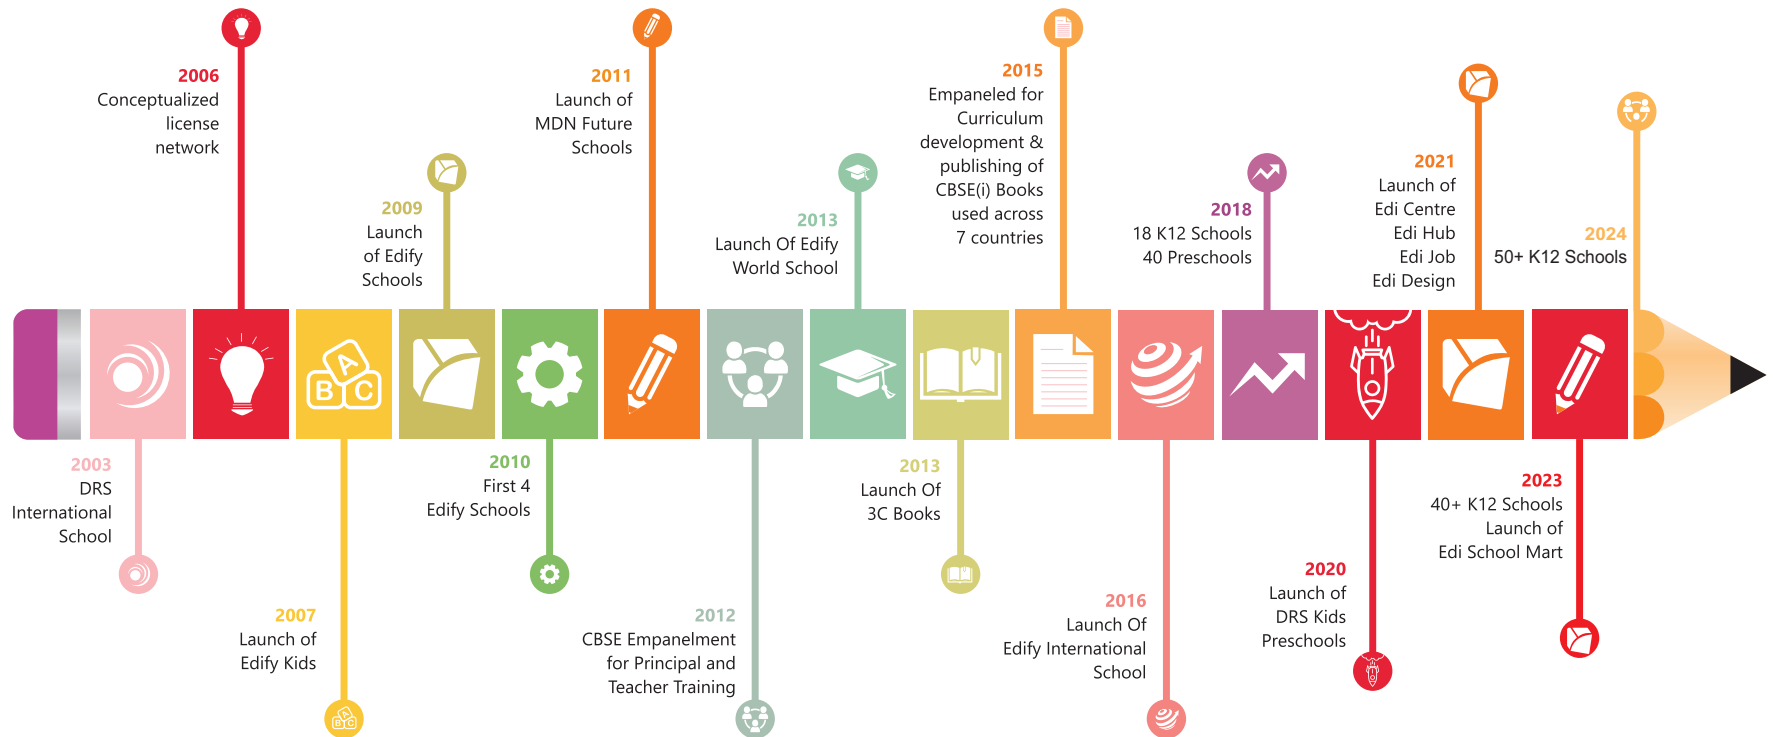 2006
Conceptualized
license
network
2011
Launch of
MDN Future
Schools
2015
Empaneled for
Curriculum
development &
publishing of
CBSE(i) Books
used across
7 countries
2009
Launch
of Edify
Schools
2013
Launch Of Edify
World School
2018
18 K12 Schools
40 Preschools
2021
Launch of
Edi Centre
Edi Hub
Edi Job
Edi Design
2024
50+ K12 Schools
A
B C
2003
DRS
International
School
2007
Launch of
Edify Kids
A
B C
2010
First 4
Edify Schools
2012
CBSE Empanelment
for Principal and
Teacher Training
2013
Launch Of
3C Books
2016
Launch Of
Edify International
School
2020
Launch of
DRS Kids
Preschools
2023
40+ K12 Schools
Launch of
Edi School Mart